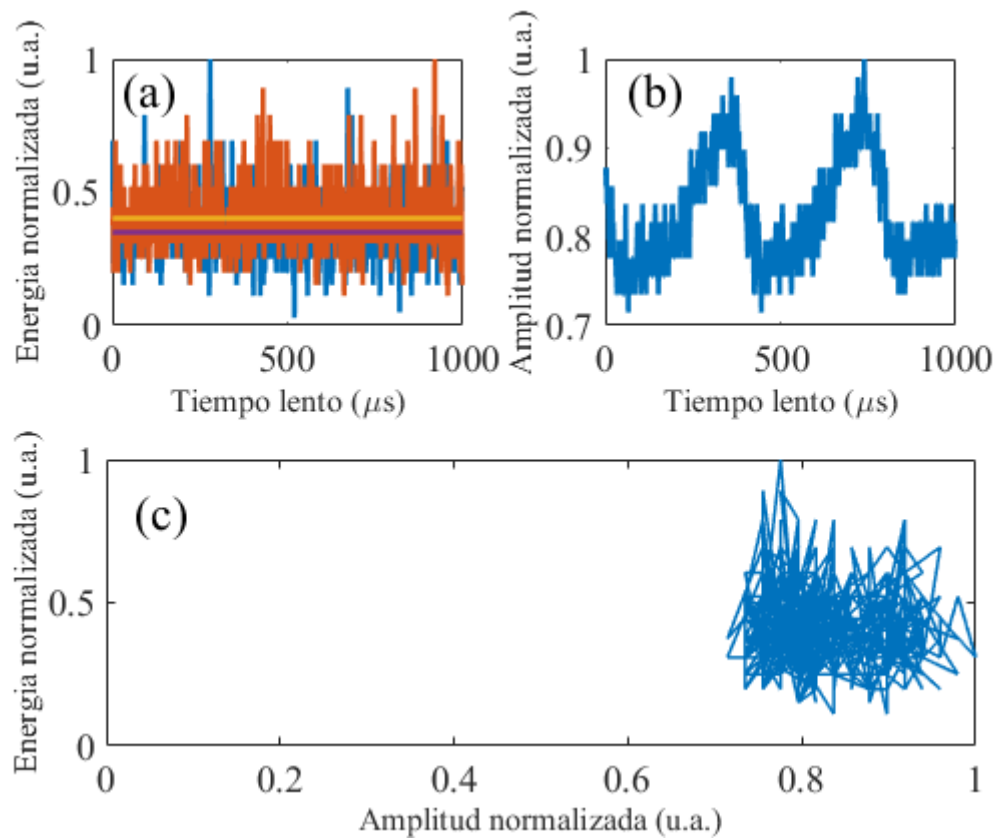 (a)
Energia normalizada (u.a.)
1
0.5
0
0 500 1000
Tiempo lento (μs)
(b)
Amplitud normalizada (u.a.)
1
0.9
0.8
0.7
0 500 1000
Tiempo lento (μs)
(c)
Energia normalizada (u.a.)
1
0.5
0
0 0.2 0.4 0.6 0.8 1
Amplitud normalizada (u.a.)